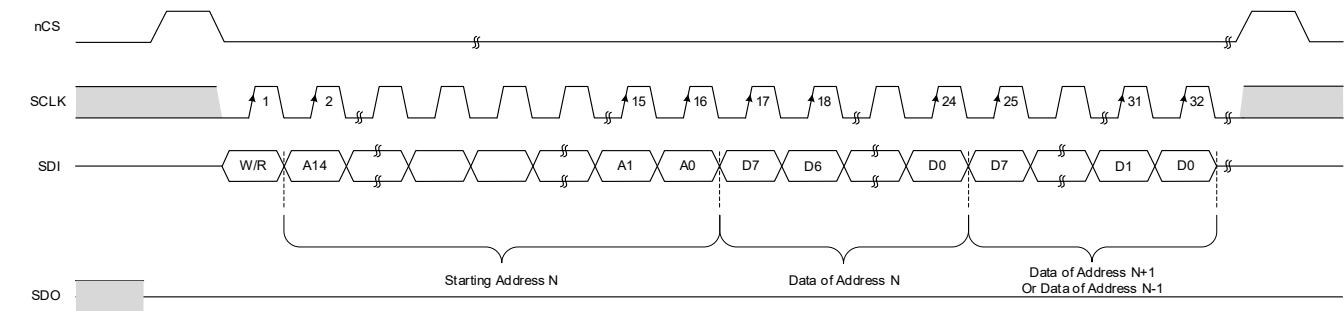 nCS
SCLK 1 2 15 16 17 18 24 25 31 32
SDI W/R A14 A1 A0 D7 D6 D0 D7 D1 D0
Starting Address N
Data of Address N
Data of Address N+1
Or Data of Address N-1
SDO